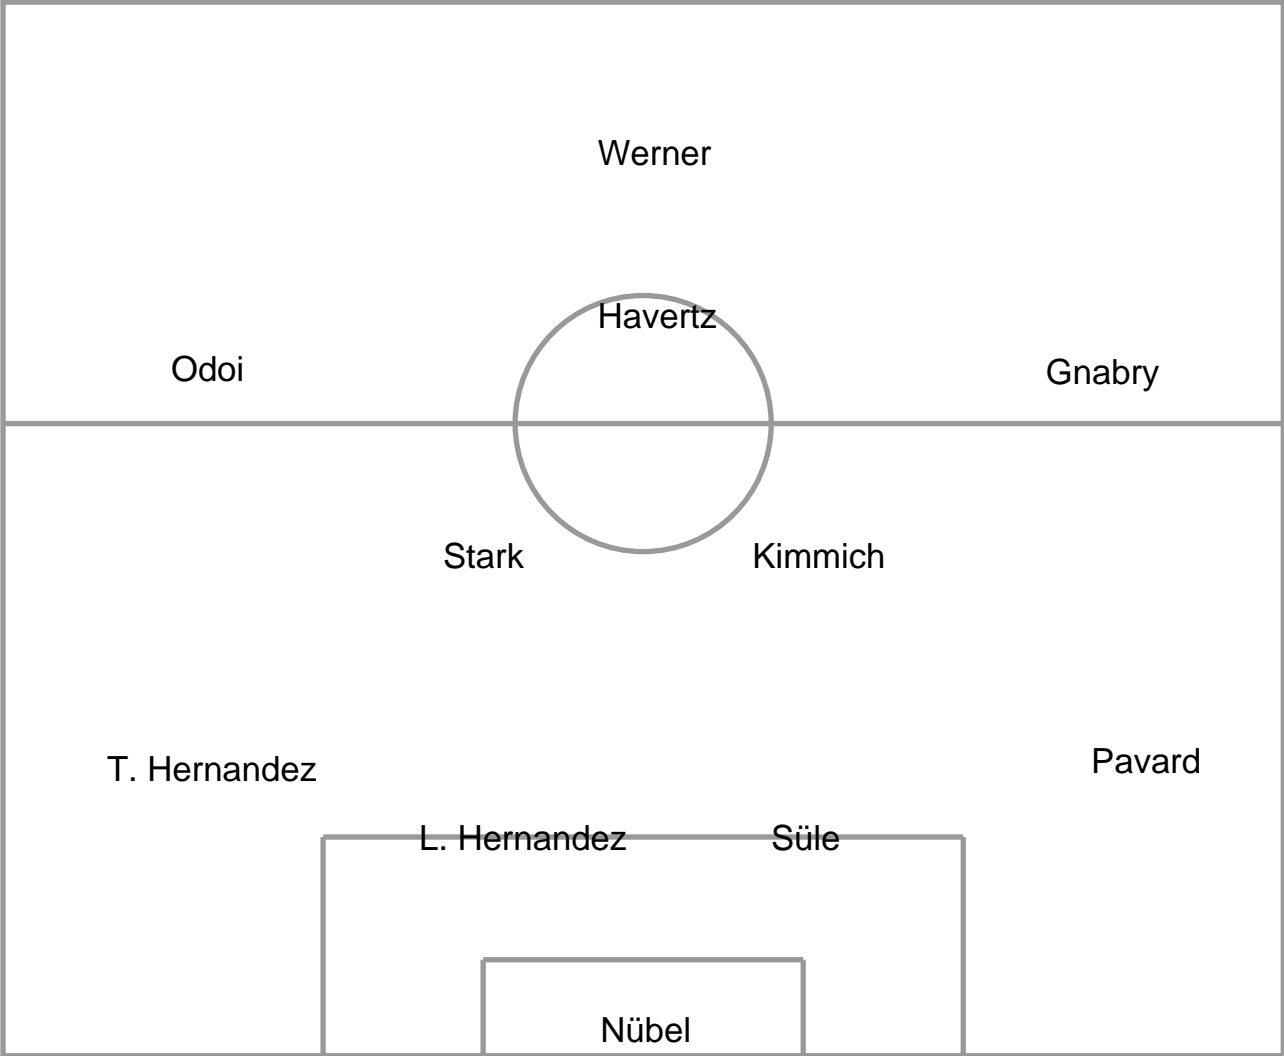 Werner
Havertz
Odoi
Gnabry
Stark
Kimmich
T. Hernandez
Pavard
L. Hernandez
Süle
Nübel